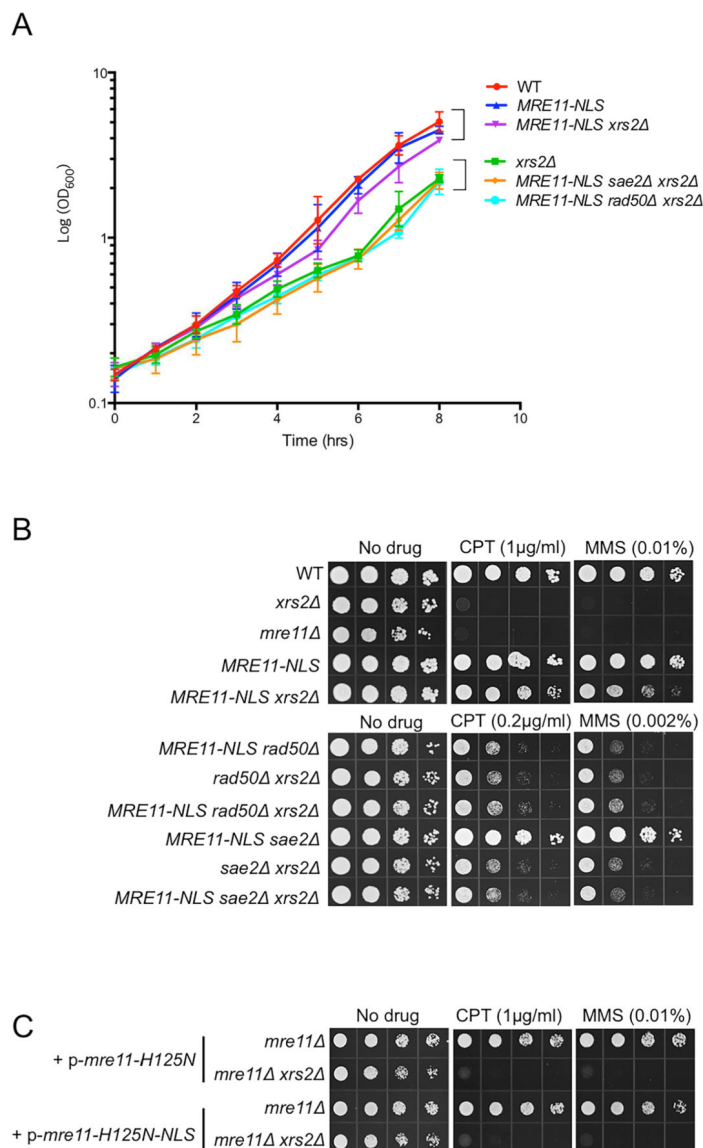 A
10
1
0.1
Log (OD600)
0
2
4
6
8
10
Time (hrs)
WT
MRE11-NLS
MRE11-NLS xrs2Δ
xrs2Δ
MRE11-NLS sae2Δ xrs2Δ
MRE11-NLS rad50Δ xrs2Δ
B
No drug CPT (1µg/ml) MMS (0.01%)
WT
xrs2Δ
mre11Δ
MRE11-NLS
MRE11-NLS xrs2Δ
No drug CPT (0.2µg/ml) MMS (0.002%)
MRE11-NLS rad50Δ
rad50Δ xrs2Δ
MRE11-NLS rad50Δ xrs2Δ
MRE11-NLS sae2Δ
sae2Δ xrs2Δ
MRE11-NLS sae2Δ xrs2Δ
C
No drug CPT (1µg/ml) MMS (0.01%)
+ p-mre11-H125N
mre11Δ
mre11Δ xrs2Δ
+ p-mre11-H125N-NLS
mre11Δ
mre11Δ xrs2Δ